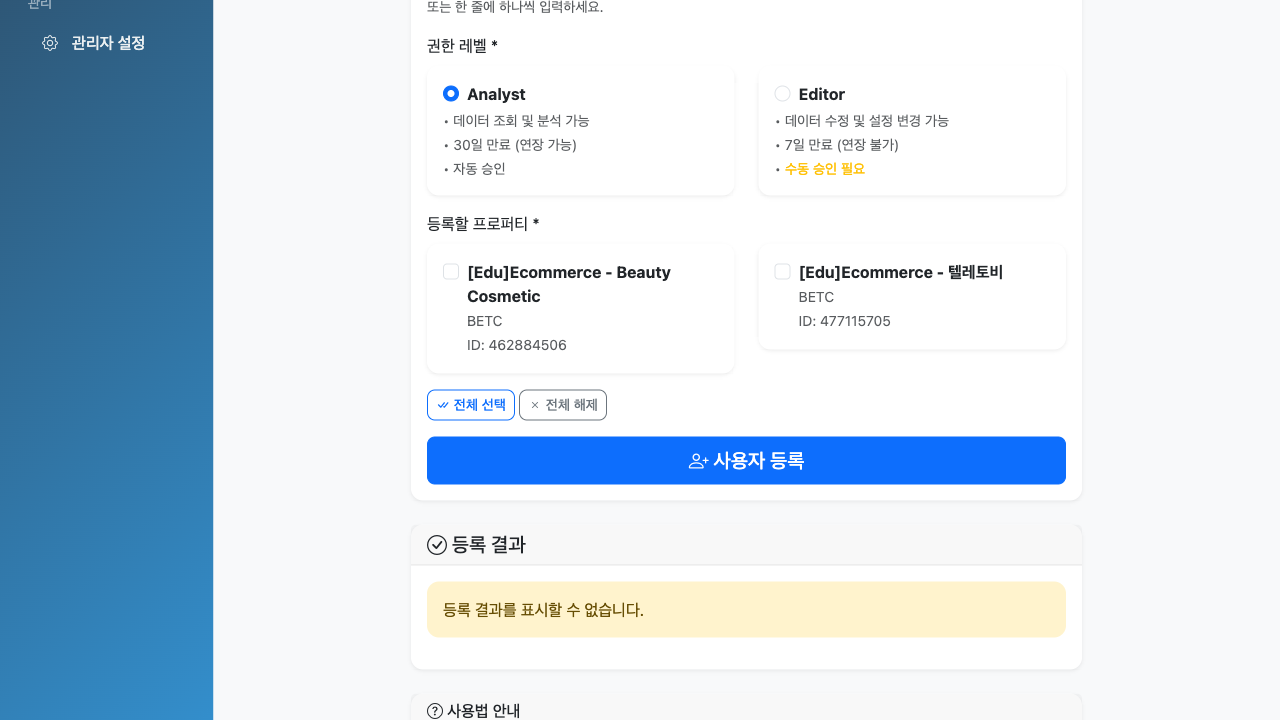 관리
관리자 설정
또는 한 줄에 하나씩 입력하세요.
권한 레벨 *
Analyst
• 데이터 조회 및 분석 가능
• 30일 만료 (연장 가능)
• 자동 승인
Editor
• 데이터 수정 및 설정 변경 가능
• 7일 만료 (연장 불가)
• 수동 승인 필요
등록할 프로퍼티 *
[Edu]Ecommerce - Beauty
Cosmetic
BETC
ID: 462884506
[Edu]Ecommerce - 텔레토비
BETC
ID: 477115705
전체 선택
전체 해제
사용자 등록
등록 결과
등록 결과를 표시할 수 없습니다.
사용법 안내